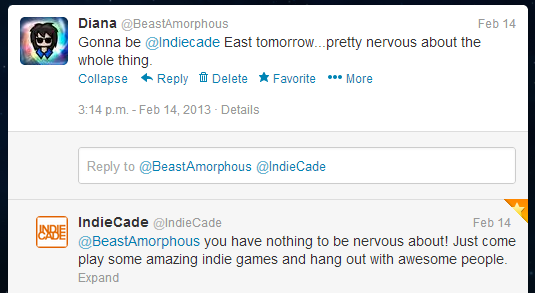 Diana @BeastAmorphous Feb 14
Gonna be @Indiecade East tomorrow...pretty nervous about the
whole thing.
Collapse Reply Delete Favorite More
3:14 p.m. - Feb 14, 2013 · Details
Reply to @BeastAmorphous @IndieCade
INDIE
CADE
IndieCade @IndieCade Feb 14
@BeastAmorphous you have nothing to be nervous about! Just come
play some amazing indie games and hang out with awesome people.
Expand